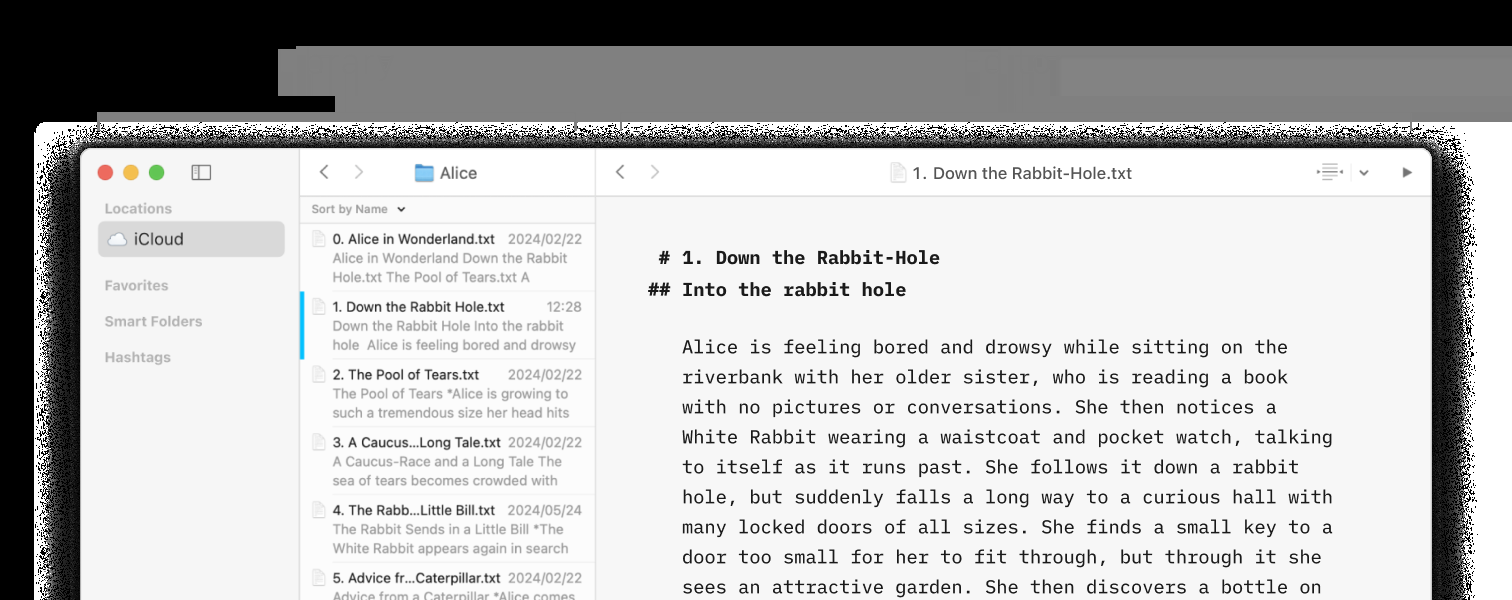 Alice
1. Down the Rabbit-Hole.txt
Locations
iCloud
Favorites
Smart Folders
Hashtags
Sort by Name
0. Alice in Wonderland.txt 2024/02/22
Alice in Wonderland Down the Rabbit
Hole.txt The Pool of Tears.txt A
1. Down the Rabbit Hole.txt 12:28
Down the Rabbit Hole Into the rabbit
hole Alice is feeling bored and drowsy
2. The Pool of Tears.txt 2024/02/22
The Pool of Tears *Alice is growing to
such a tremendous size her head hits
3. A Caucus...Long Tale.txt 2024/02/22
A Caucus-Race and a Long Tale The
sea of tears becomes crowded with
4. The Rabb...Little Bill.txt 2024/05/24
The Rabbit Sends in a Little Bill *The
White Rabbit appears again in search
5. Advice fr...Caterpillar.txt 2024/02/22
Advice from a Caterpillar *Alice comes
# 1. Down the Rabbit-Hole
## Into the rabbit hole
Alice is feeling bored and drowsy while sitting on the
riverbank with her older sister, who is reading a book
with no pictures or conversations. She then notices a
White Rabbit wearing a waistcoat and pocket watch, talking
to itself as it runs past. She follows it down a rabbit
hole, but suddenly falls a long way to a curious hall with
many locked doors of all sizes. She finds a small key to a
door too small for her to fit through, but through it she
sees an attractive garden. She then discovers a bottle on